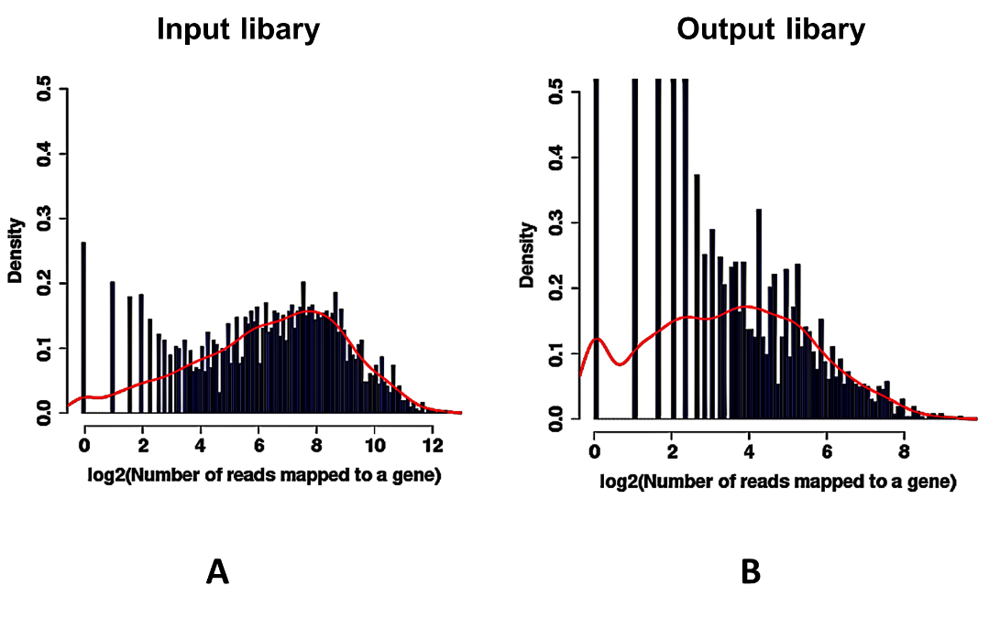 Input libary
Output libary
Density
0.5
0.4
0.3
0.2
0.1
0.0
0 2 4 6 8 10 12
log2(Number of reads mapped to a gene)
Density
0.5
0.4
0.3
0.2
0.1
0.0
0 2 4 6 8
log2(Number of reads mapped to a gene)
A
B